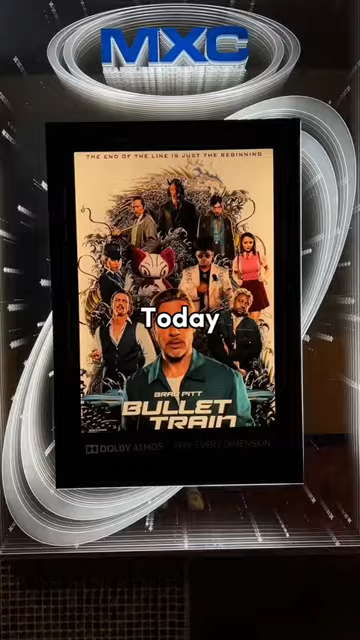 MXC
THE END OF THE LINE IS JUST THE BEGINNING
Today
BRAD PITT
BULLET
TRAIN
DOLBY ATMOS FEEL EVERY DIMENSION